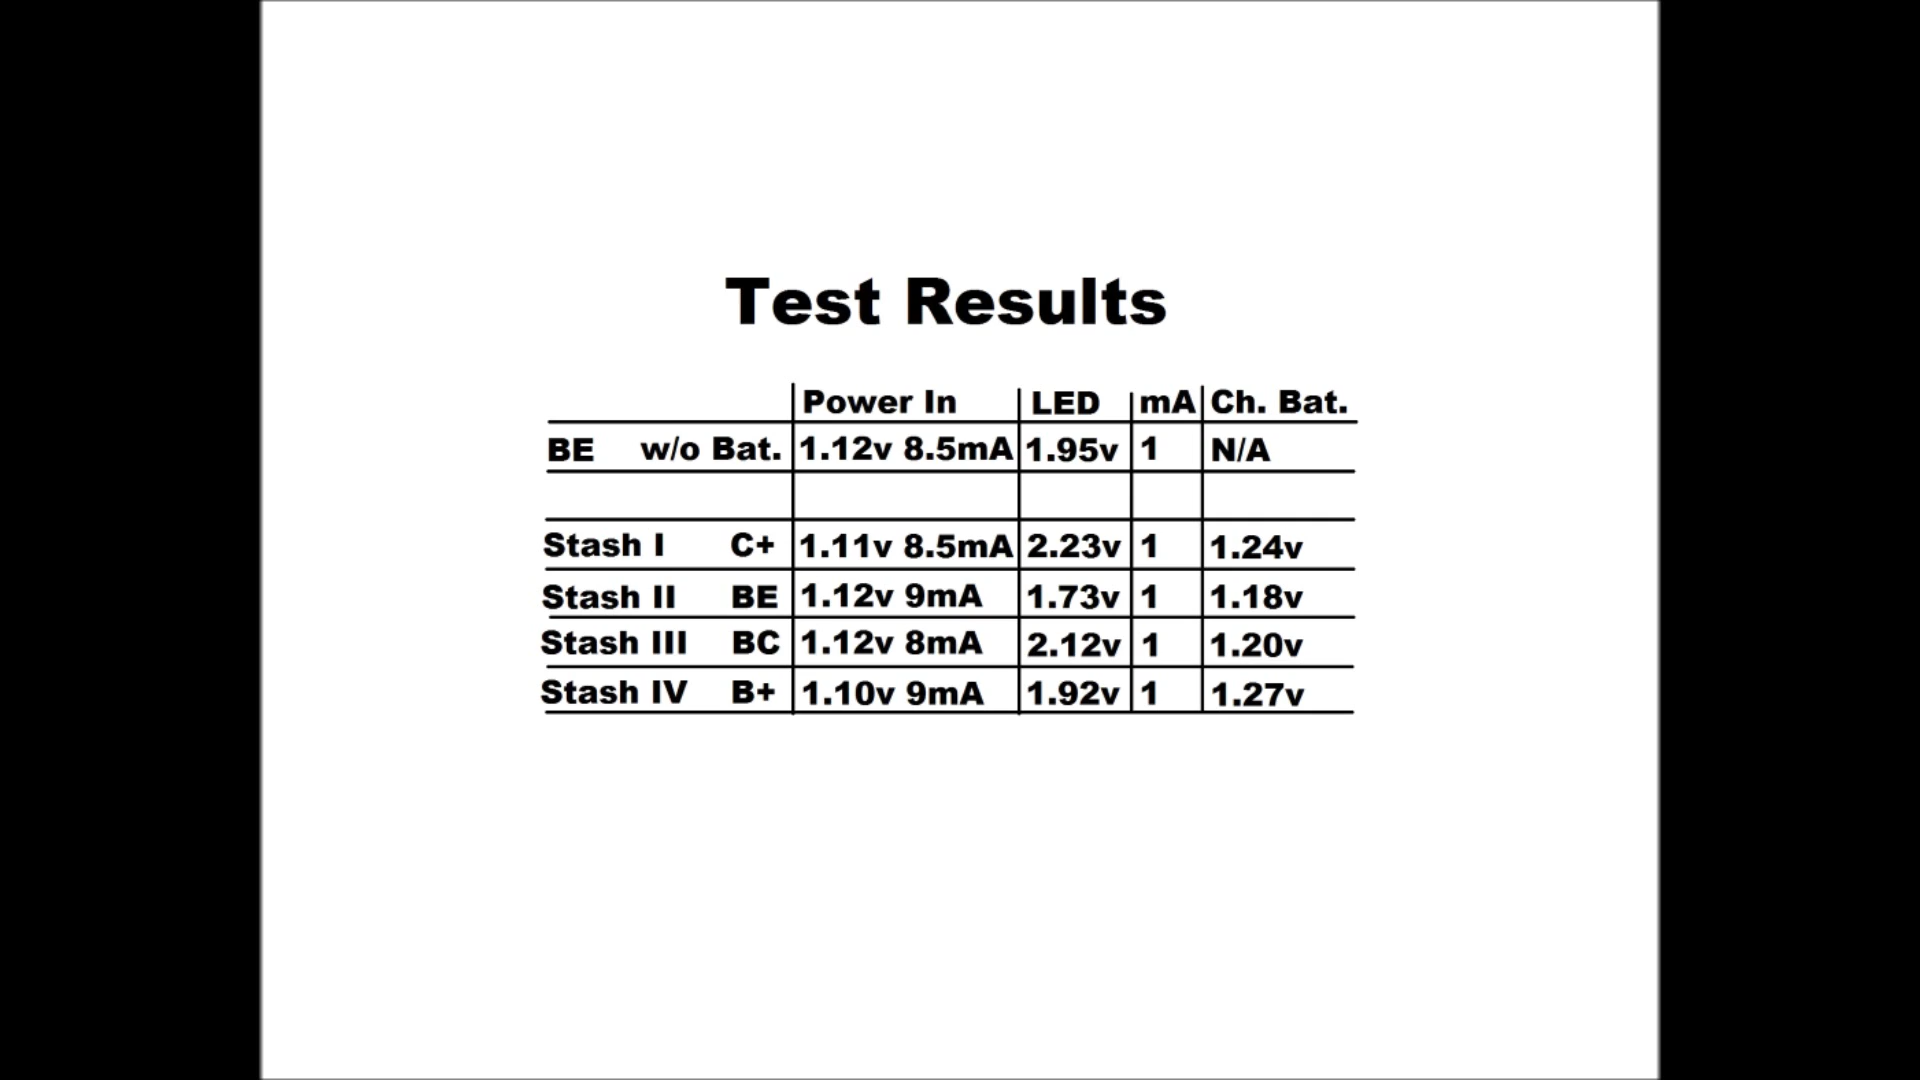 Test Results
Power In LED mA Ch. Bat.
BE w/o Bat. 1.12v 8.5mA 1.95v 1 N/A
Stash I C+ 1.11v 8.5mA 2.23v 1 1.24v
Stash II BE 1.12v 9mA 1.73v 1 1.18v
Stash III BC 1.12v 8mA 2.12v 1 1.20v
Stash IV B+ 1.10v 9mA 1.92v 1 1.27v